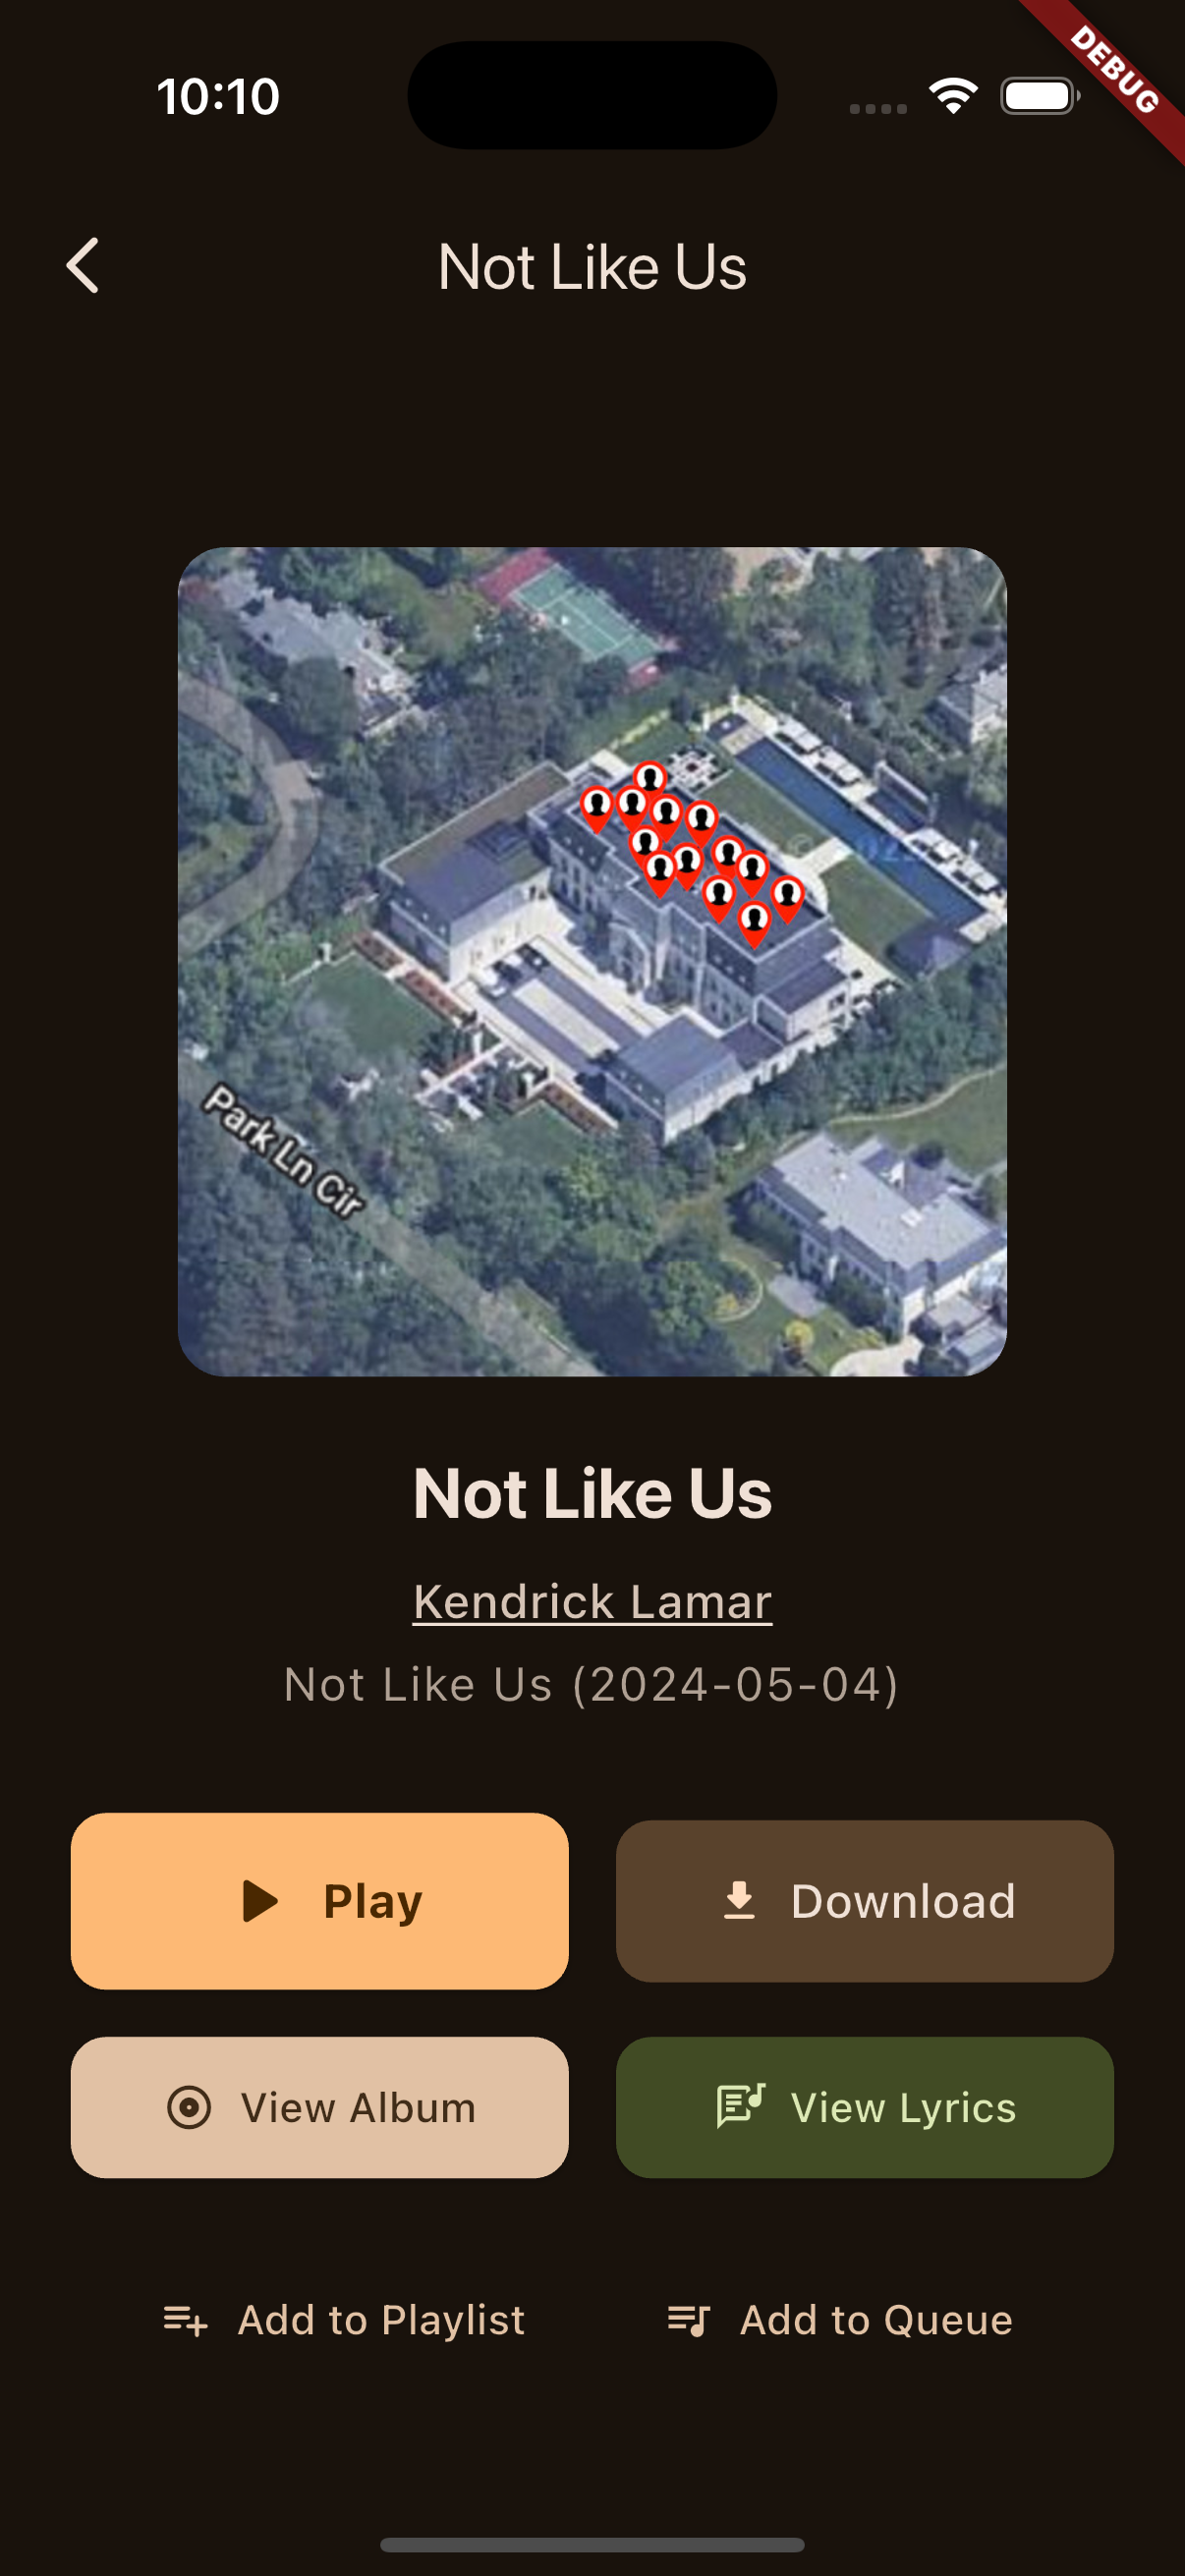 10:10
DEBUG
Not Like Us
Park Ln Cir
Not Like Us
Kendrick Lamar
Not Like Us (2024-05-04)
Play
Download
View Album
View Lyrics
Add to Playlist
Add to Queue